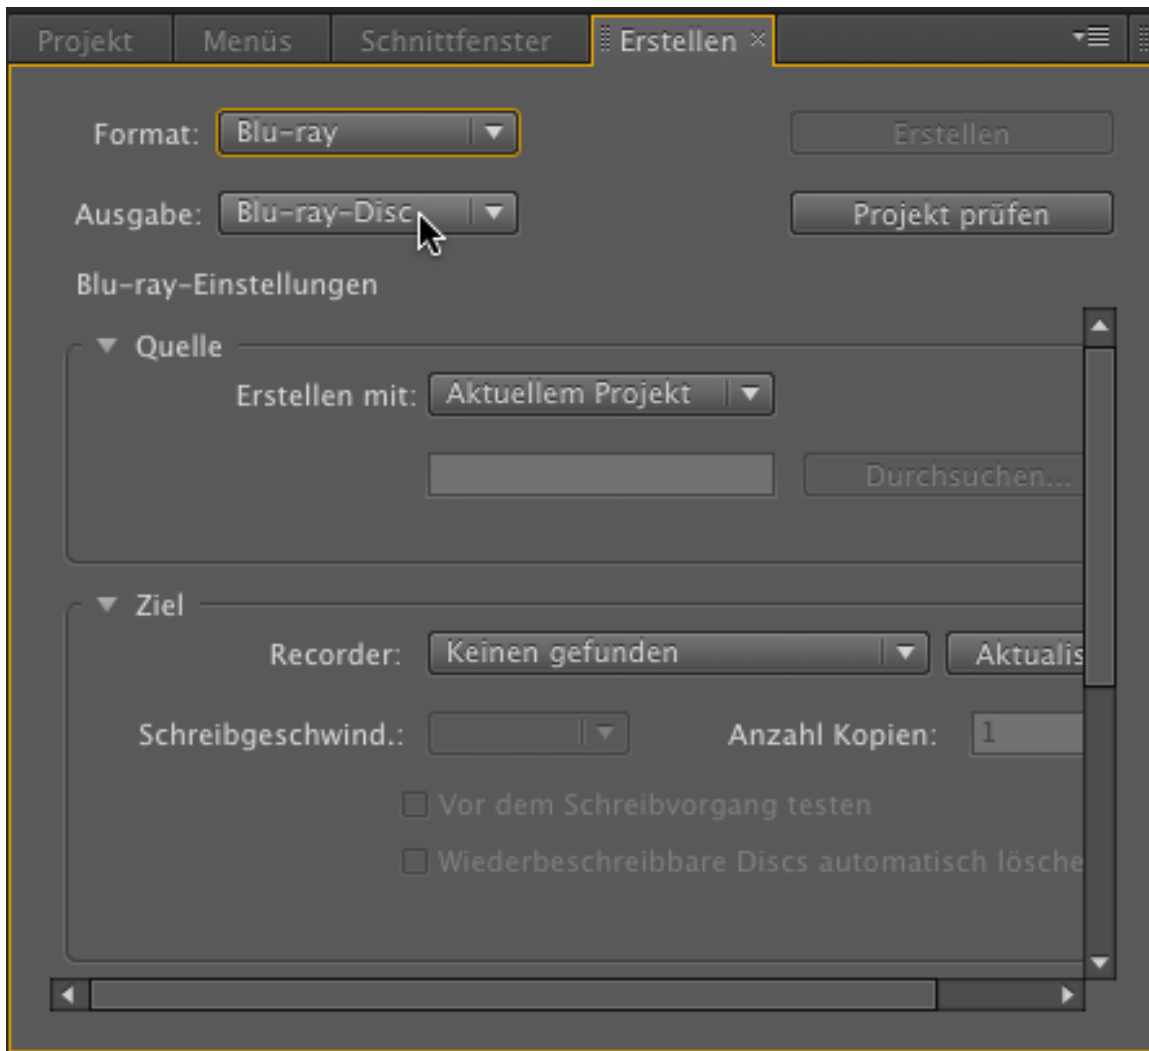 Projekt Menüs Schnittfenster Erstellen
Format: Blu-ray Erstellen
Ausgabe: Blu-ray-Disc Projekt prüfen
Blu-ray-Einstellungen
Quelle
Erstellen mit: Aktuellem Projekt
Durchsuchen...
Ziel
Recorder: Keinen gefunden Aktualis
Schreibgeschwind.: Anzahl Kopien: 1
Vor dem Schreibvorgang testen
Wiederbeschreibbare Discs automatisch lösche